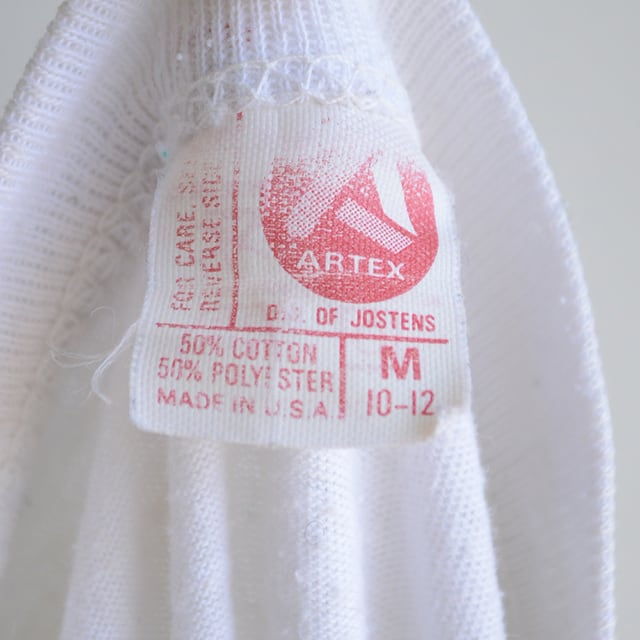 FOR CARE, SEE
REVERSE SIDE
ARTEX
DIV. OF JOSTENS
50% COTTON
50% POLYESTER
MADE IN U.S.A.
M
10-12